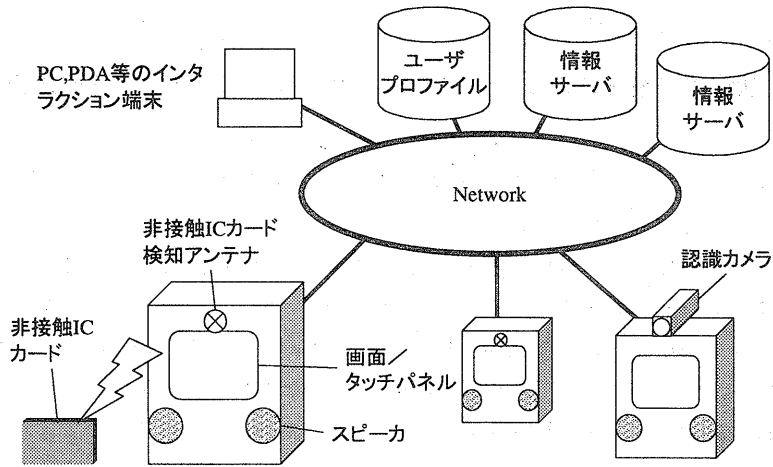 PC,PDA等のインタ
ラクション端末
ユーザ
プロファイル
情報
サーバ
情報
サーバ
Network
非接触ICカード
検知アンテナ
認識カメラ
非接触IC
カード
画面／
タッチパネル
スピーカ